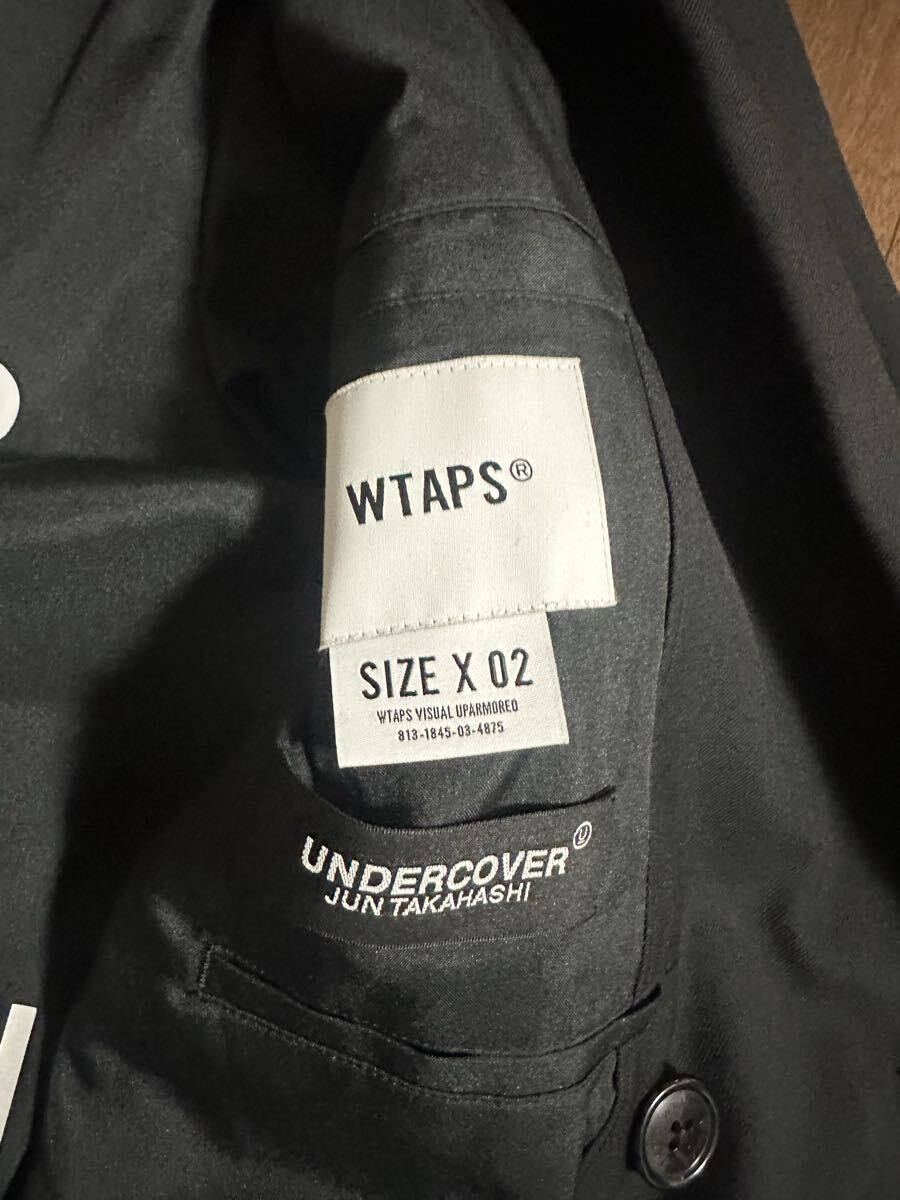 WTAPS®
SIZE X 02
WTAPS VISUAL UPARMORED
813-1845-03-4875
UNDERCOVER Ⓤ
JUN TAKAHASHI